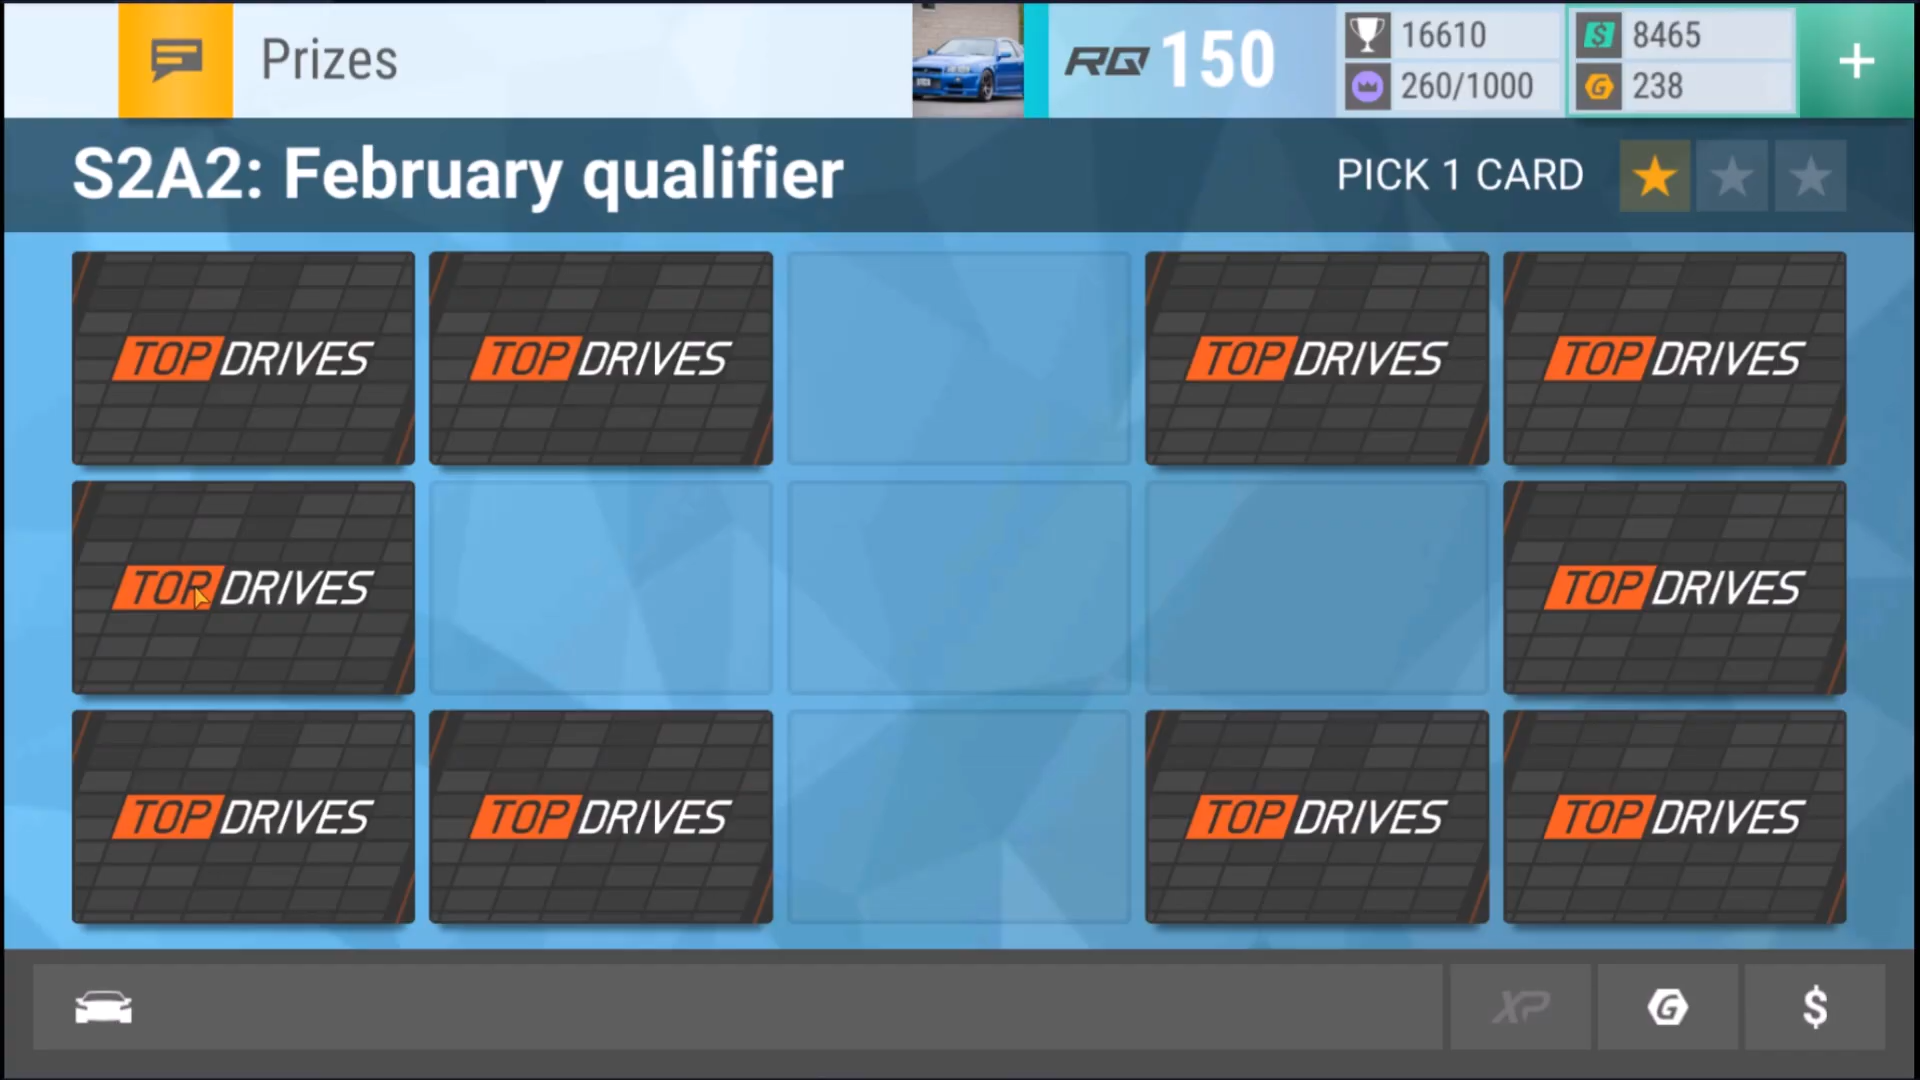 Prizes
RQ 150
16610
260/1000
8465
238
+
S2A2: February qualifier
PICK 1 CARD
TOP DRIVES
TOP DRIVES
TOP DRIVES
TOP DRIVES
TOP DRIVES
TOP DRIVES
TOP DRIVES
TOP DRIVES
TOP DRIVES
TOP DRIVES
XP
G
$